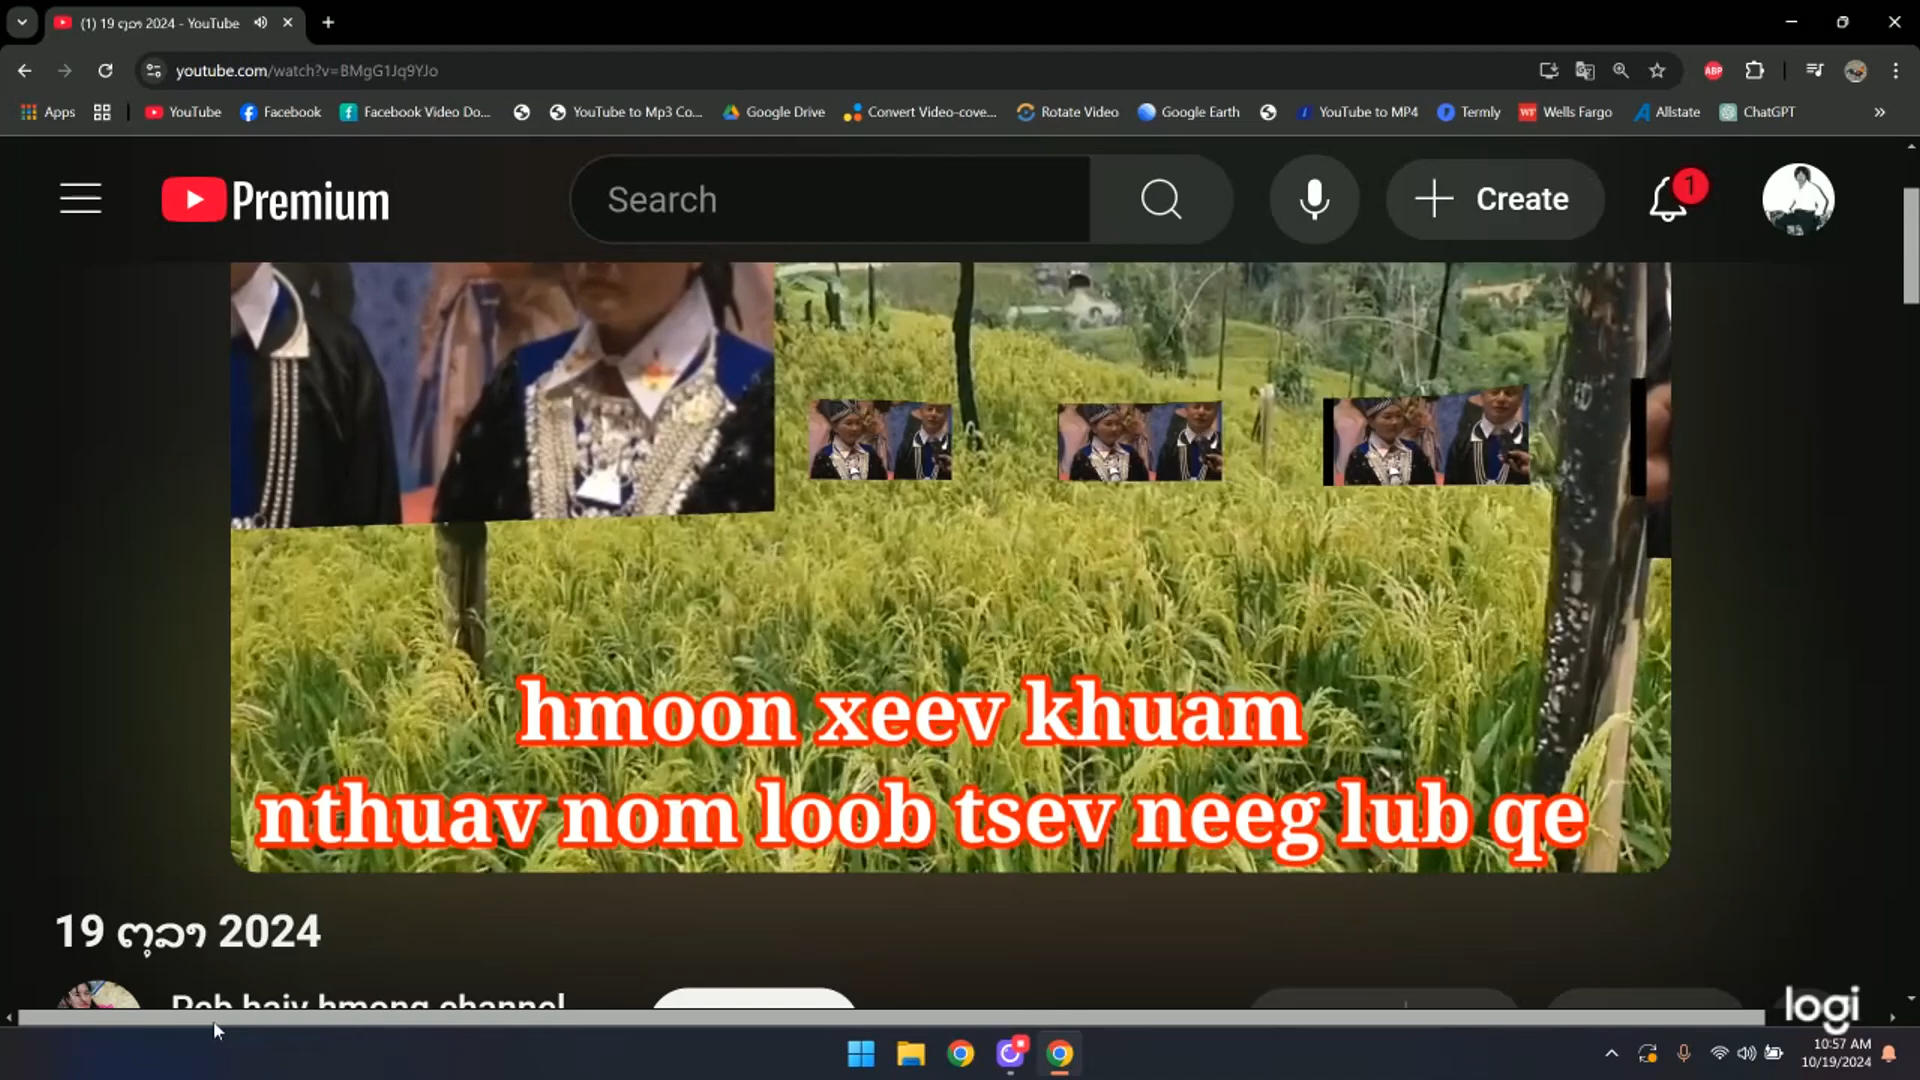 (1) 19 ຕຸລາ 2024 - YouTube
youtube.com/watch?v=BMgG1Jq9YJo
Apps YouTube Facebook Facebook Video Do... YouTube to Mp3 Co... Google Drive Convert Video-cove... Rotate Video Google Earth YouTube to MP4 Termly Wells Fargo Allstate ChatGPT »
Premium Search Create 1
hmoon xeev khuam
nthuav nom loob tsev neeg lub qe
19 ຕຸລາ 2024
haiv hmong channel
logi
10:57 AM
10/19/2024